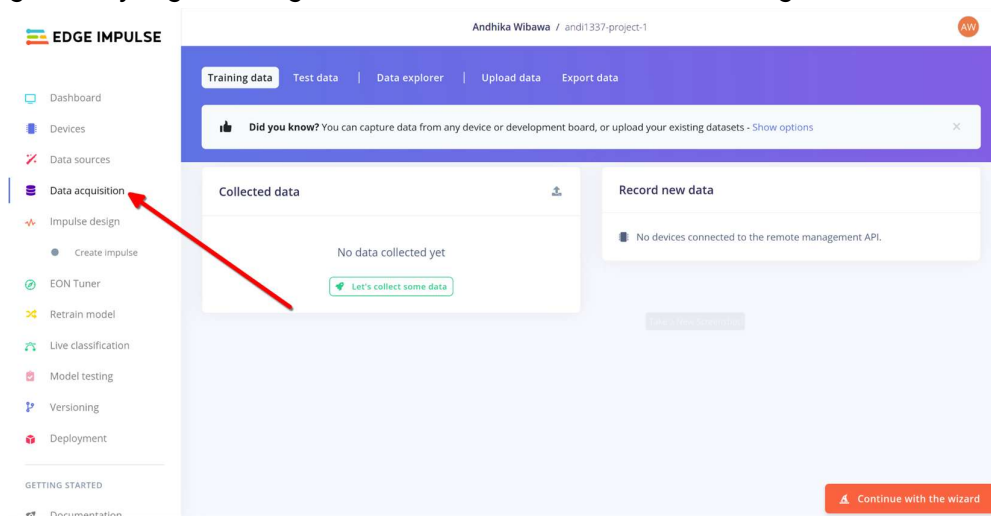 EDGE IMPULSE
Andhika Wibawa / andi1337-project-1
AW
Dashboard
Devices
Data sources
Data acquisition
Impulse design
Create impulse
EON Tuner
Retrain model
Live classification
Model testing
Versioning
Deployment
GETTING STARTED
Documentation
Training data Test data | Data explorer | Upload data Export data
Did you know? You can capture data from any device or development board, or upload your existing datasets - Show options ×
Collected data
No data collected yet
Let's collect some data
Record new data
No devices connected to the remote management API.
Continue with the wizard